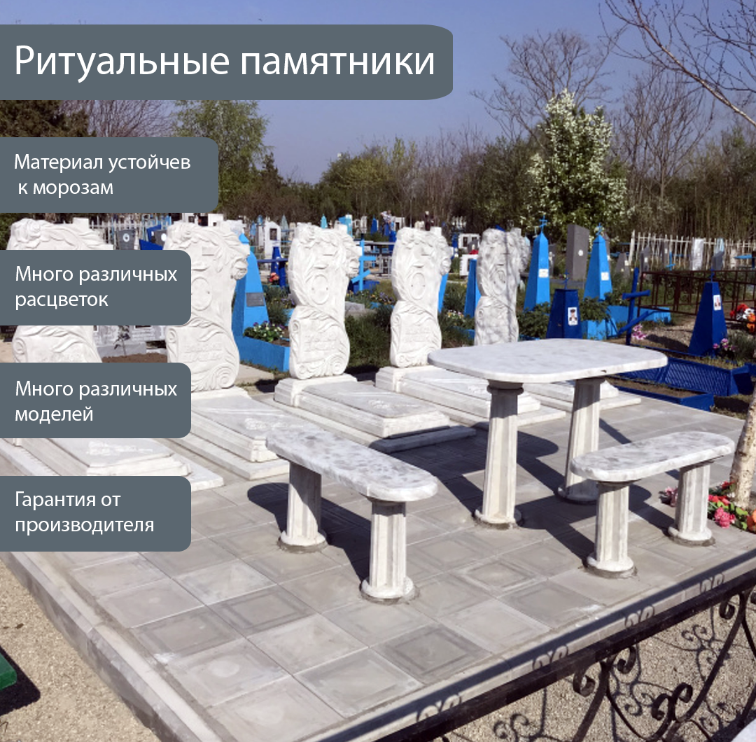 Ритуальные памятники
Материал устойчев
к морозам
Много различных
расцветок
Много различных
моделей
Гарантия от
производителя